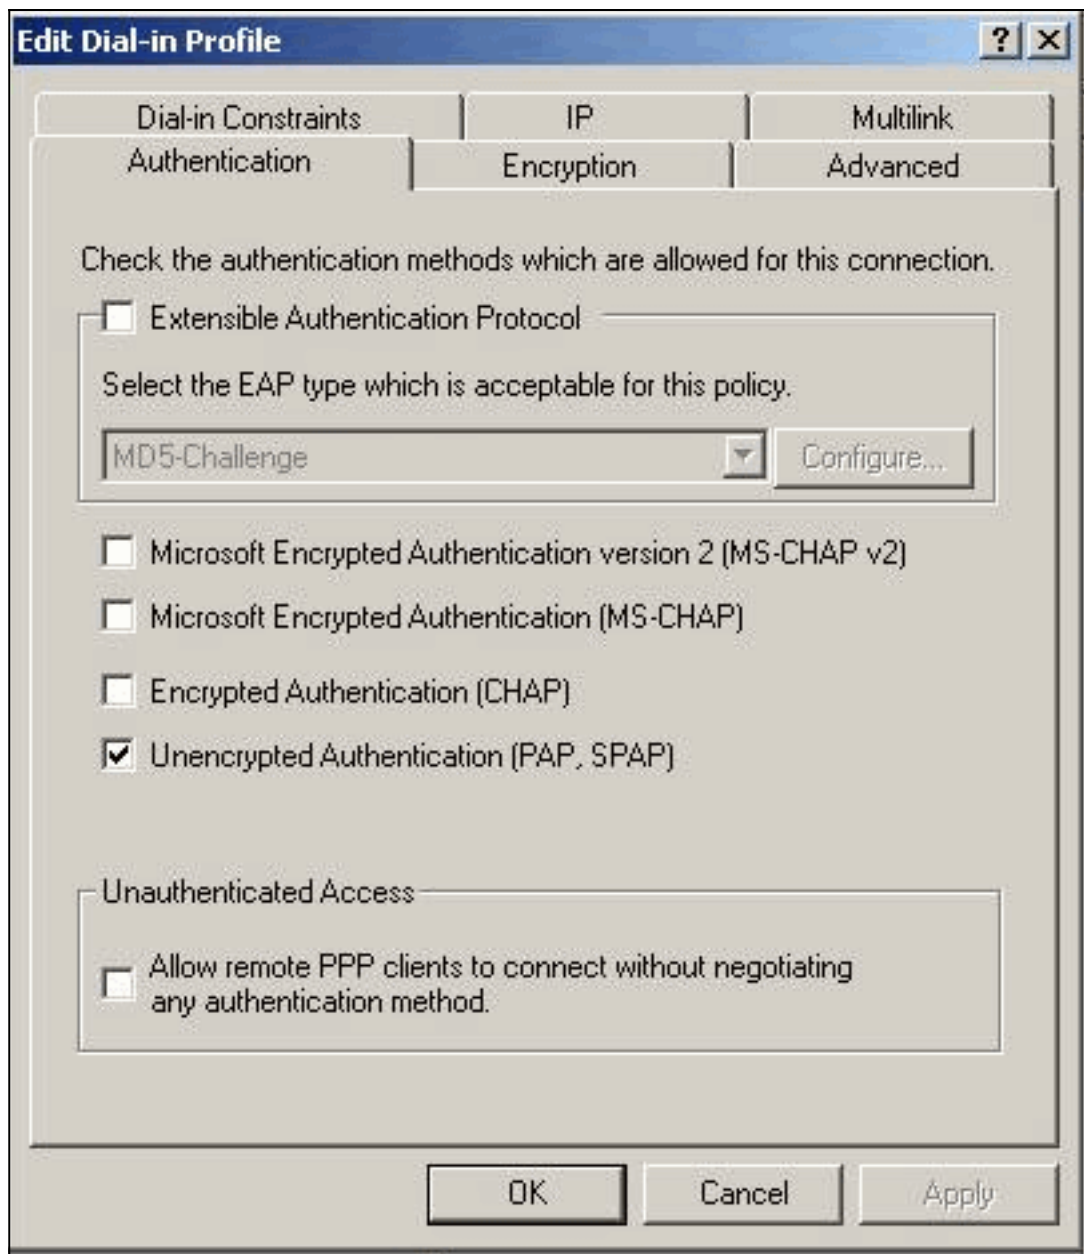 Edit Dial-in Profile
Dial-in Constraints
IP
Multilink
Authentication
Encryption
Advanced
Check the authentication methods which are allowed for this connection.
Extensible Authentication Protocol
Select the EAP type which is acceptable for this policy.
MD5-Challenge
Configure...
Microsoft Encrypted Authentication version 2 (MS-CHAP v2)
Microsoft Encrypted Authentication (MS-CHAP)
Encrypted Authentication (CHAP)
Unencrypted Authentication (PAP, SPAP)
Unauthenticated Access
Allow remote PPP clients to connect without negotiating
any authentication method.
OK
Cancel
Apply